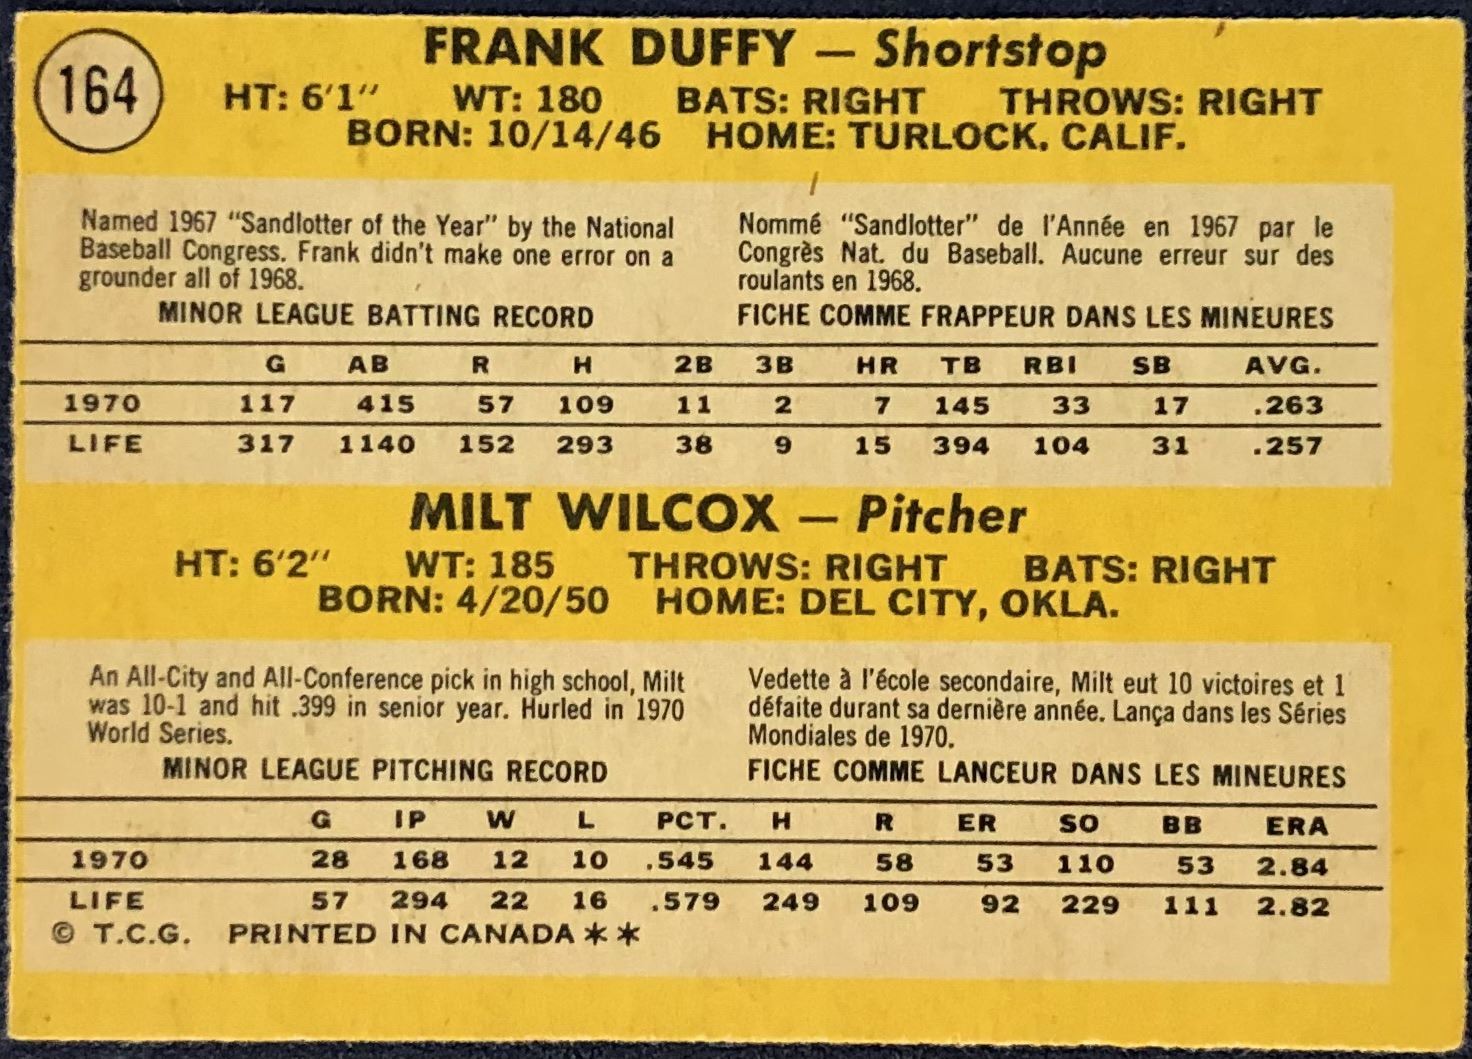 164
FRANK DUFFY — Shortstop
HT: 6'1" WT: 180 BATS: RIGHT THROWS: RIGHT
BORN: 10/14/46 HOME: TURLOCK. CALIF.
Named 1967 "Sandlotter of the Year" by the National
Baseball Congress. Frank didn't make one error on a
grounder all of 1968.
MINOR LEAGUE BATTING RECORD
Nommé "Sandlotter" de l'Année en 1967 par le
Congrès Nat. du Baseball. Aucune erreur sur des
roulants en 1968.
FICHE COMME FRAPPEUR DANS LES MINEURES
G AB R H 2B 3B HR TB RBI SB AVG.
1970 117 415 57 109 11 2 7 145 33 17 .263
LIFE 317 1140 152 293 38 9 15 394 104 31 .257
MILT WILCOX — Pitcher
HT: 6'2" WT: 185 THROWS: RIGHT BATS: RIGHT
BORN: 4/20/50 HOME: DEL CITY, OKLA.
An All-City and All-Conference pick in high school, Milt
was 10-1 and hit .399 in senior year. Hurled in 1970
World Series.
MINOR LEAGUE PITCHING RECORD
Vedette à l'école secondaire, Milt eut 10 victoires et 1
défaite durant sa dernière année. Lança dans les Séries
Mondiales de 1970.
FICHE COMME LANCEUR DANS LES MINEURES
G IP W L PCT. H R ER SO BB ERA
1970 28 168 12 10 .545 144 58 53 110 53 2.84
LIFE 57 294 22 16 .579 249 109 92 229 111 2.82
© T.C.G. PRINTED IN CANADA**